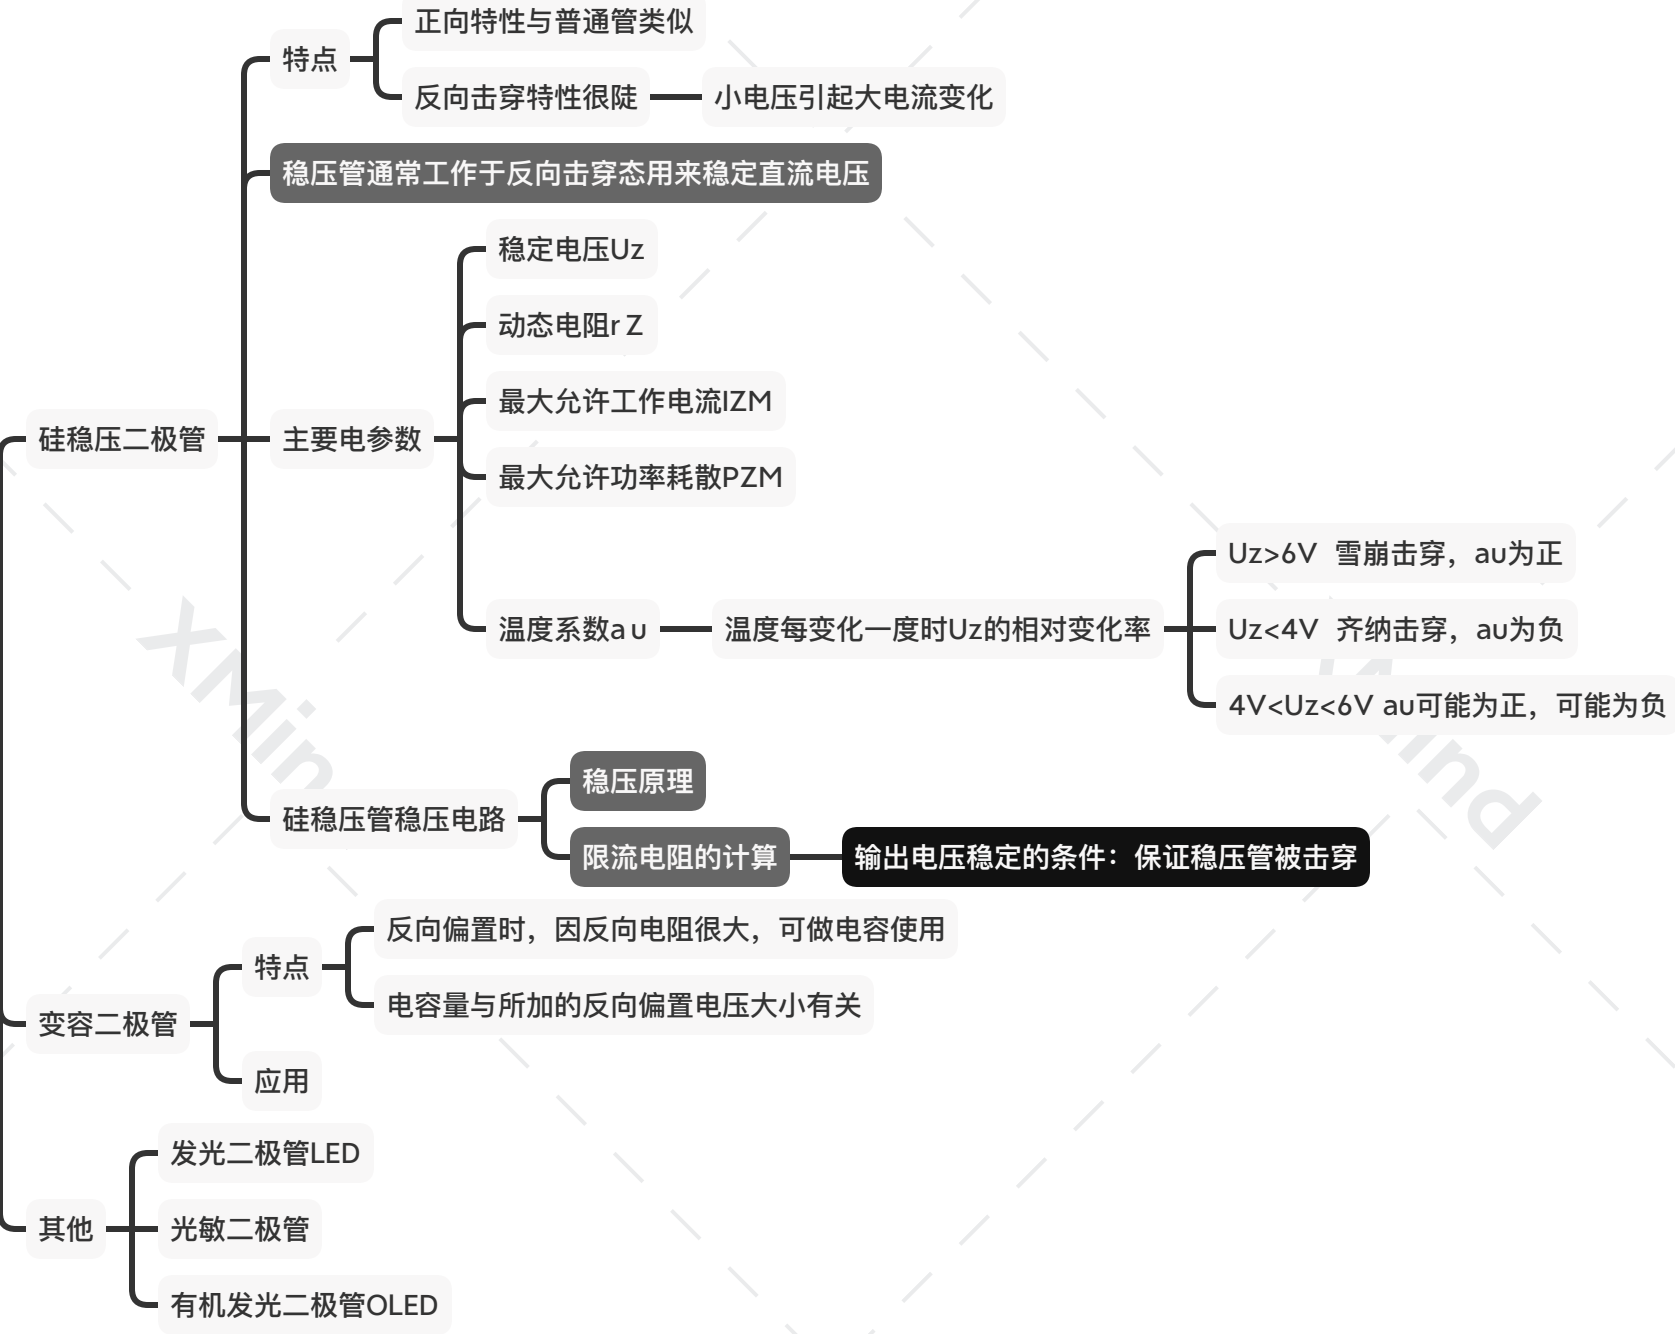 正向特性与普通管类似
特点
反向击穿特性很陡
小电压引起大电流变化
稳压管通常工作于反向击穿态用来稳定直流电压
稳定电压Uz
动态电阻r Z
最大允许工作电流IZM
硅稳压二极管
主要电参数
最大允许功率耗散PZM
Uz>6V 雪崩击穿，au为正
温度系数a u
温度每变化一度时Uz的相对变化率
Uz<4V 齐纳击穿，au为负
4V<Uz<6V au可能为正，可能为负
稳压原理
硅稳压管稳压电路
限流电阻的计算
输出电压稳定的条件：保证稳压管被击穿
反向偏置时，因反向电阻很大，可做电容使用
特点
电容量与所加的反向偏置电压大小有关
变容二极管
应用
发光二极管LED
其他
光敏二极管
有机发光二极管OLED
XMind
XMind